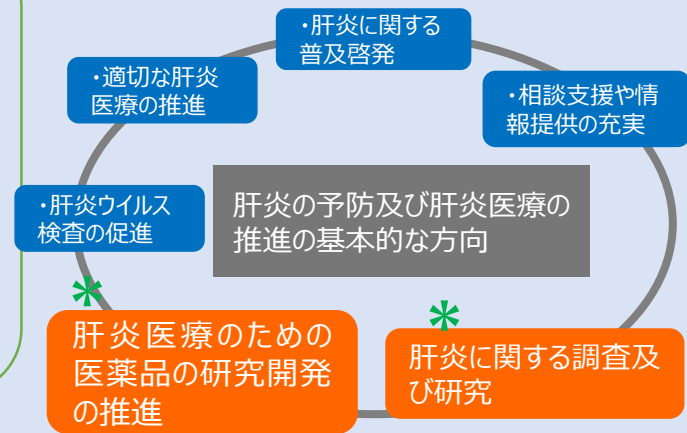 ・肝炎に関する
普及啓発
・適切な肝炎
医療の推進
・相談支援や情
報提供の充実
・肝炎ウイルス
検査の促進
肝炎の予防及び肝炎医療の
推進の基本的な方向
*
肝炎医療のための
医薬品の研究開発
の推進
*
肝炎に関する調査及
び研究